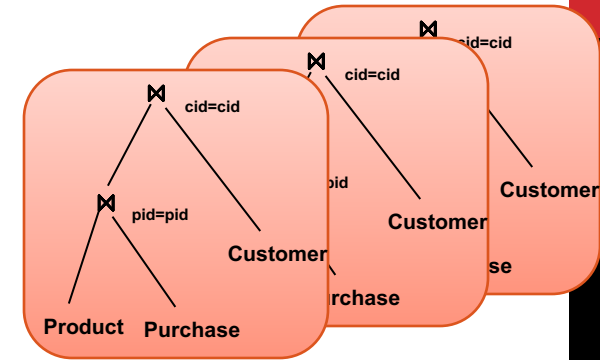 cid=cid
pid=pid
Customer
Product Purchase
cid=cid
pid
Customer
rchase
cid=cid
Customer
se